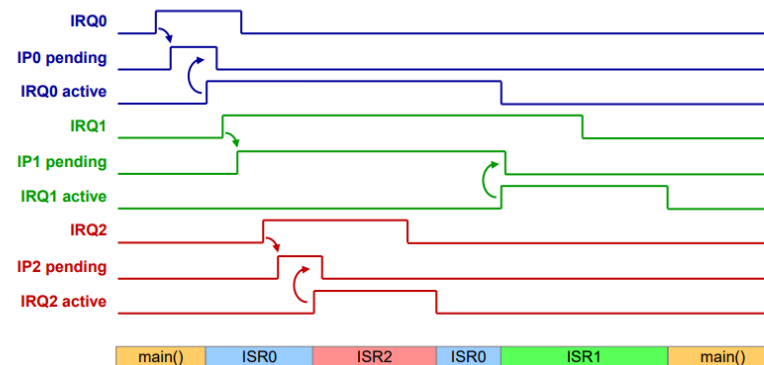 IRQ0
IP0 pending
IRQ0 active
IRQ1
IP1 pending
IRQ1 active
IRQ2
IP2 pending
IRQ2 active
main() ISR0 ISR2 ISR0 ISR1 main()